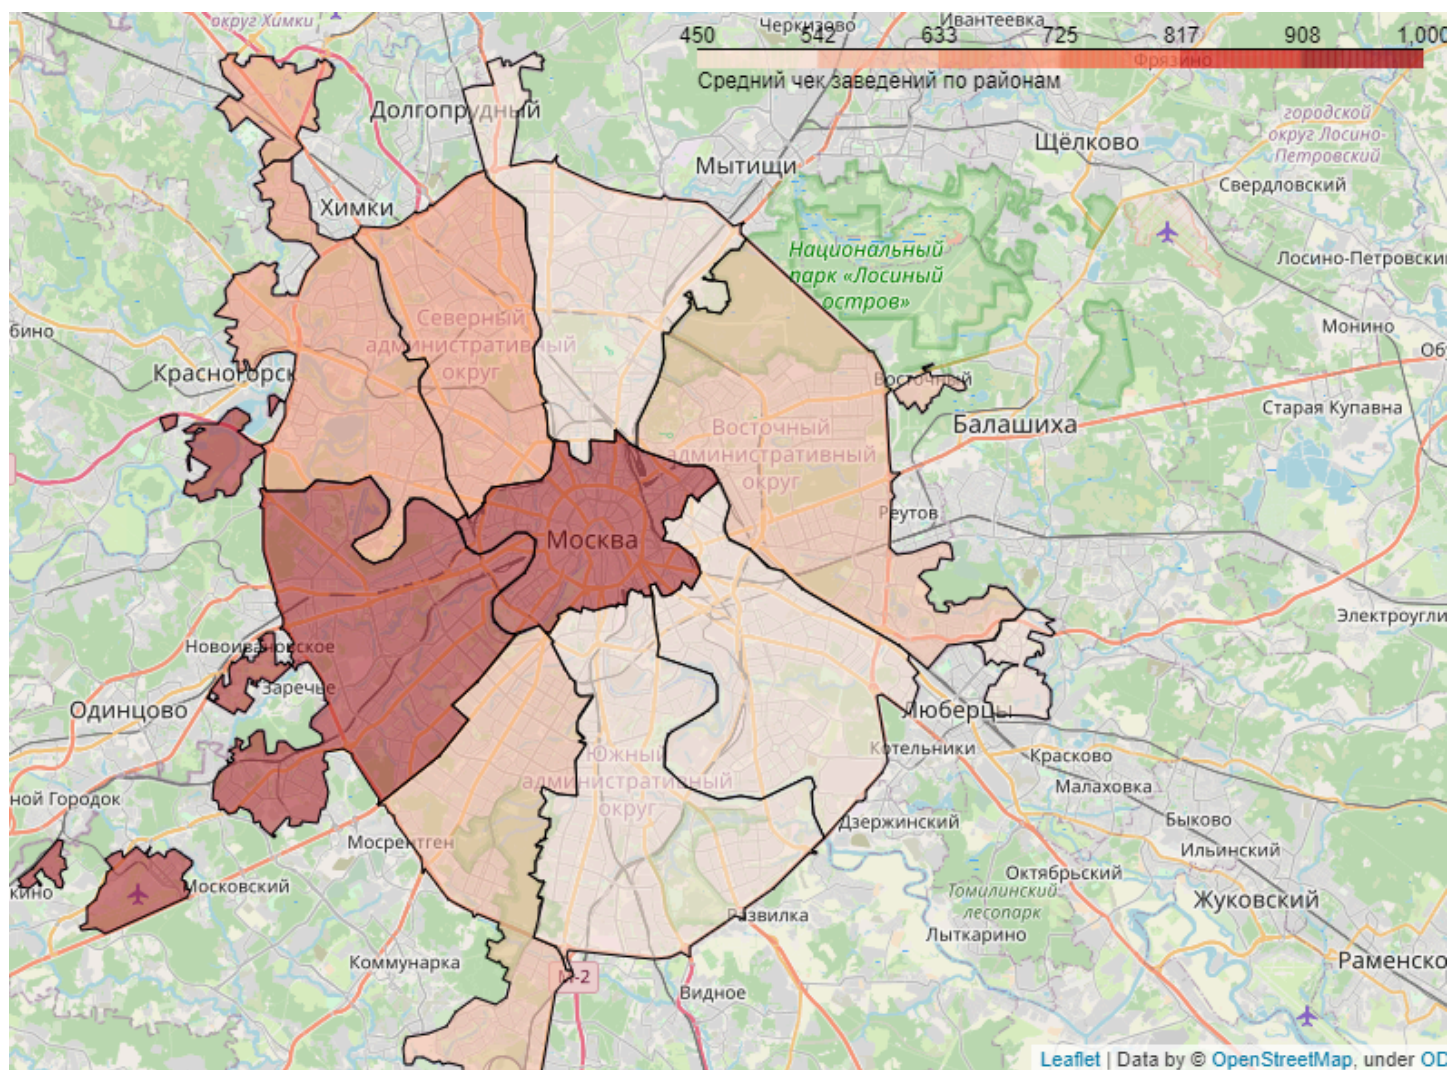 округ Химки
Черкизово
Ивантеевка
450 542 633 725 817 908 1,000
Фрязино
Средний чек заведений по районам
Долгопрудный
городской
округ Лосино-
Петровский
Щёлково
Мытищи
Свердловский
Химки
Национальный
парк «Лосиный
остров»
Лосино-Петровски
Северный
административный
округ
бино
Монино
Красногорск
Восточный
Старая Купавна
Балашиха
Восточный
административный
округ
Реутов
Москва
Электроугли
Новоивановское
Заречье
Одинцово
Люберцы
Котельники
Красково
Южный
административный
округ
Малаховка
ной Городок
Мосрентген
Дзержинский
Быково
Ильинский
Октябрьский
Московский
кино
Томилинский
лесопарк
Жуковский
Развилка
Лыткарино
Коммунарка
Раменско
М-2
Видное
Leaflet | Data by © OpenStreetMap, under OD